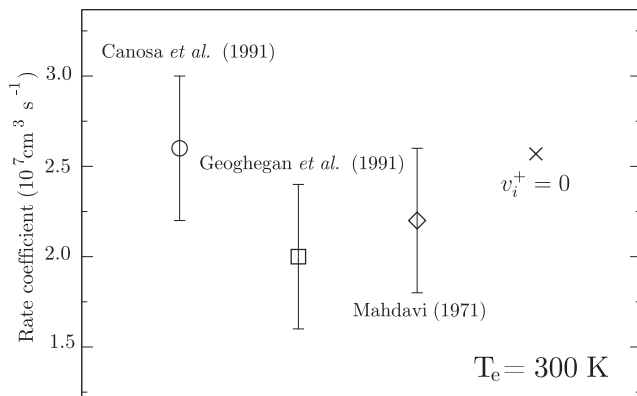 Canosa et al. (1991)
3.0
Rate coefficient (10⁷cm³ s⁻¹)
2.5
Geoghegan et al. (1991)
vᵢ⁺ = 0
2.0
Mahdavi (1971)
1.5
Tₑ = 300 K